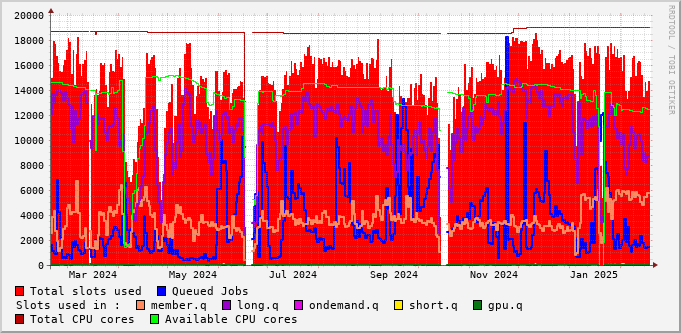 20000
18000
16000
14000
12000
10000
8000
6000
4000
2000
0
Mar 2024 May 2024 Jul 2024 Sep 2024 Nov 2024 Jan 2025
RRDTOOL / TOBI OETIKER
Total slots used Queued Jobs
Slots used in : member.q long.q ondemand.q short.q gpu.q
Total CPU cores Available CPU cores